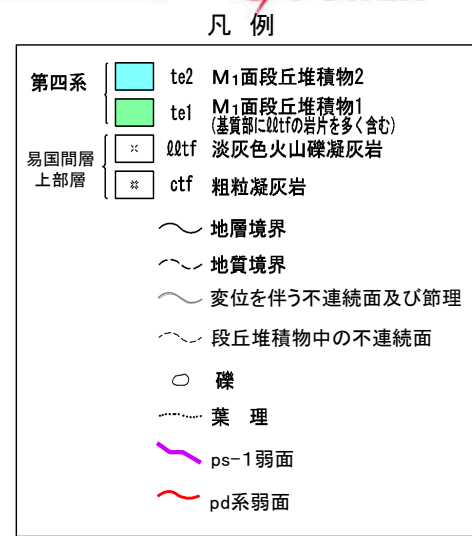 凡 例
第四系
te2 M1面段丘堆積物2
te1 M1面段丘堆積物1
(基質部にℓℓtfの岩片を多く含む)
易国間層
上部層
ℓℓtf 淡灰色火山礫凝灰岩
ctf 粗粒凝灰岩
地層境界
地質境界
変位を伴う不連続面及び節理
段丘堆積物中の不連続面
礫
葉 理
ps-1弱面
pd系弱面